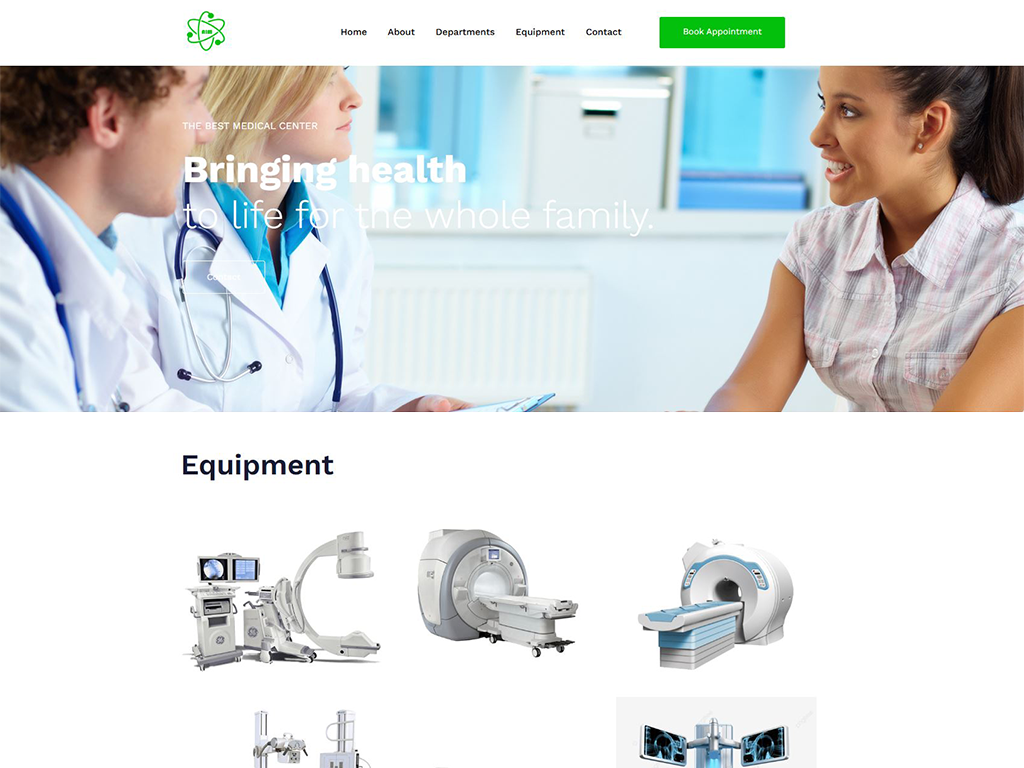 Home
About
Departments
Equipment
Contact
Book Appointment
THE BEST MEDICAL CENTER
Bringing health
to life for the whole family.
Equipment